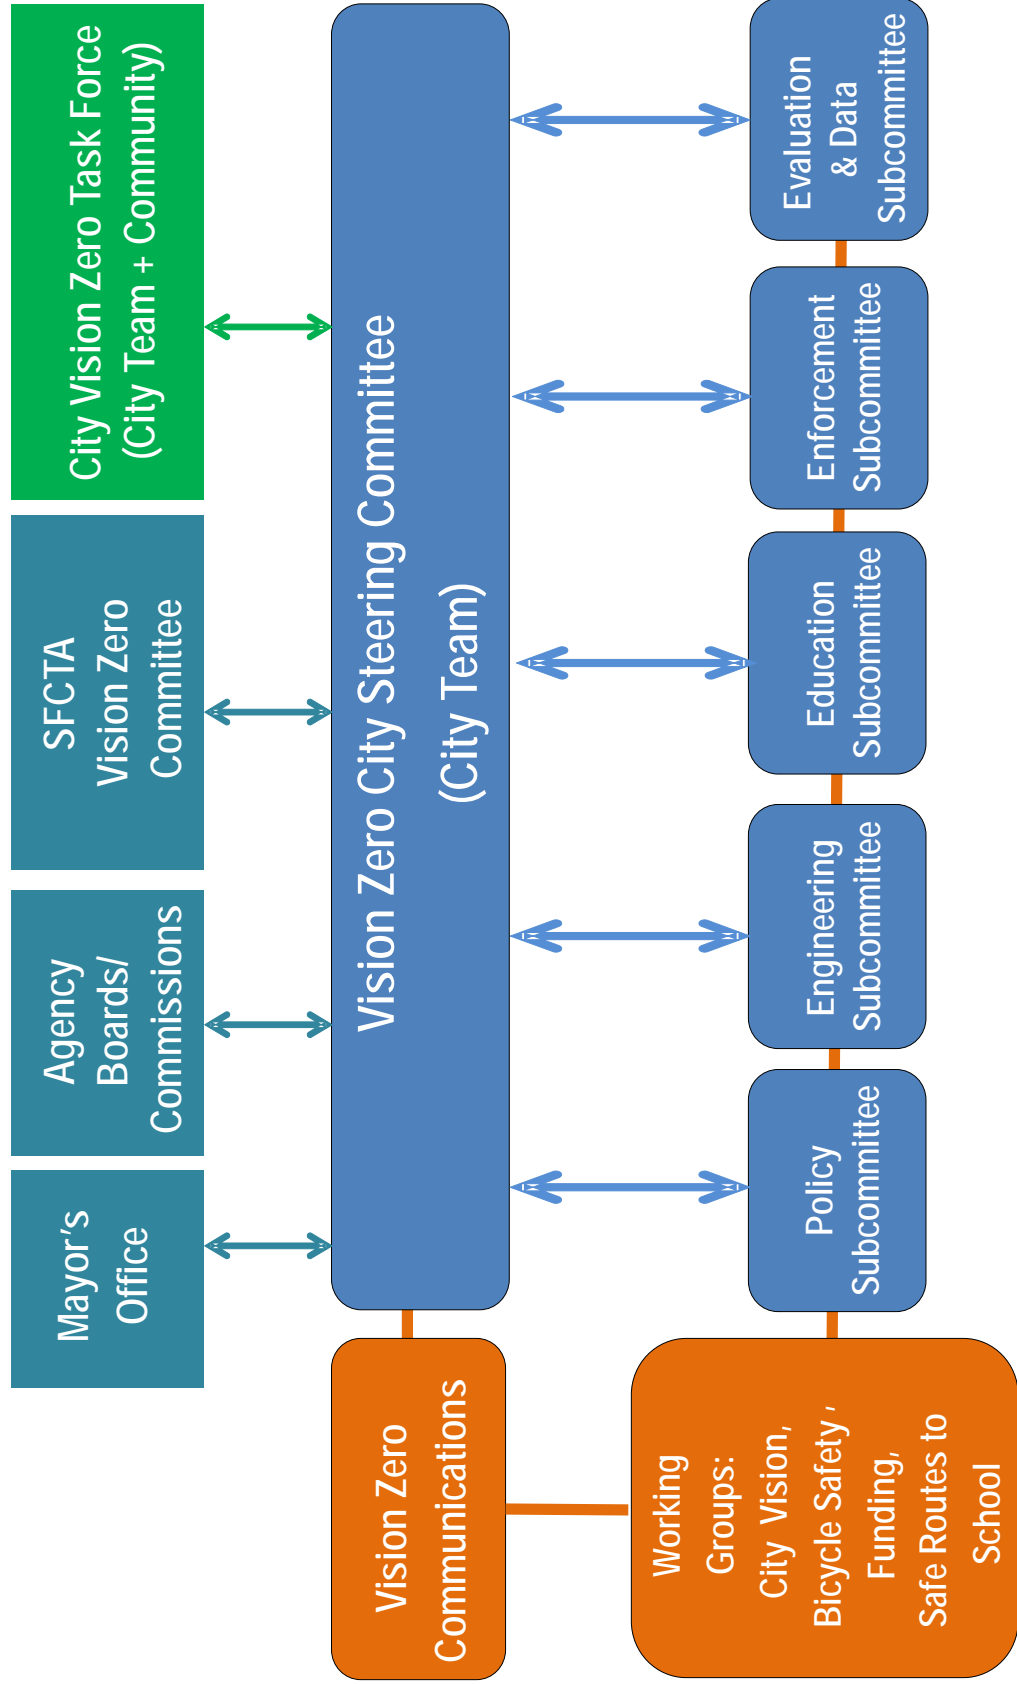 Mayor's
Office
Agency
Boards/
Commissions
SFCTA
Vision Zero
Committee
City Vision Zero Task Force
(City Team + Community)
Vision Zero
Communications
Vision Zero City Steering Committee
(City Team)
Working
Groups:
City Vision,
Bicycle Safety ,
Funding,
Safe Routes to
School
Policy
Subcommittee
Engineering
Subcommittee
Education
Subcommittee
Enforcement
Subcommittee
Evaluation
& Data
Subcommittee